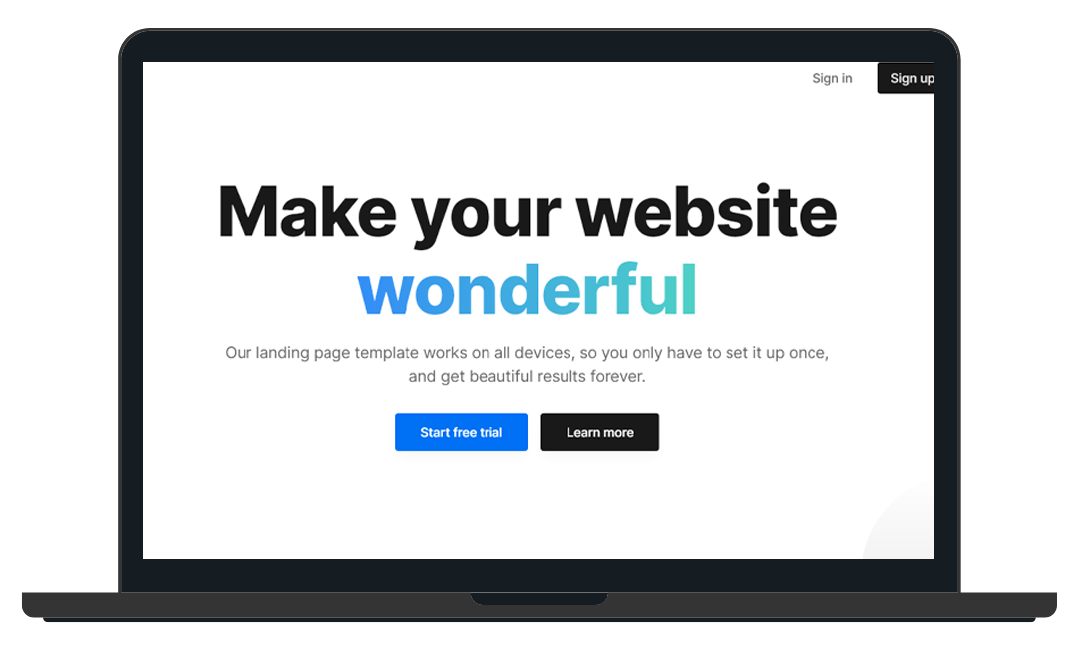 Sign in
Sign up
Make your website
wonderful
Our landing page template works on all devices, so you only have to set it up once,
and get beautiful results forever.
Start free trial
Learn more